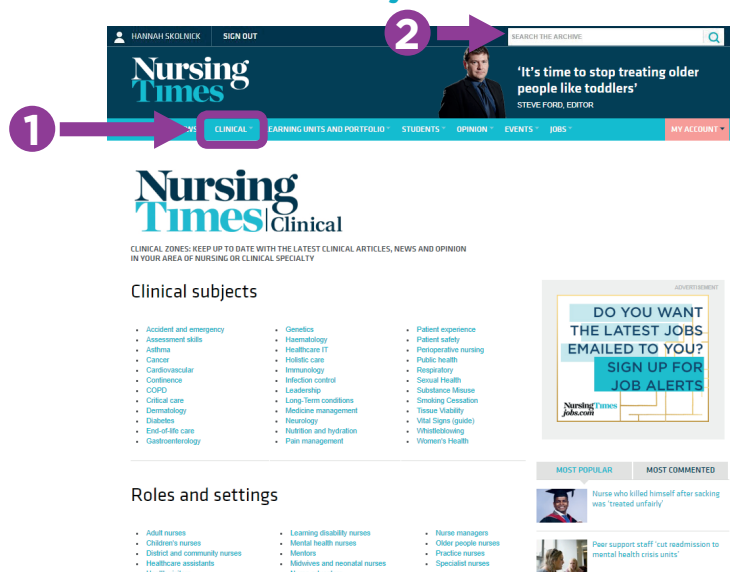 2
HANNAH SKOLNICK
SIGN OUT
SEARCH THE ARCHIVE
Nursing
Times
'It's time to stop treating older
people like toddlers'
STEVE FORD, EDITOR
1
CLINICAL
LEARNING UNITS AND PORTFOLIO
STUDENTS
OPINION
EVENTS
JOBS
MY ACCOUNT
Nursing
Times Clinical
CLINICAL ZONES: KEEP UP TO DATE WITH THE LATEST CLINICAL ARTICLES, NEWS AND OPINION
IN YOUR AREA OF NURSING OR CLINICAL SPECIALTY
Clinical subjects
Accident and emergency
Assessment skills
Asthma
Cancer
Cardiovascular
Continence
COPD
Critical care
Dermatology
Diabetes
End-of-life care
Gastroenterology
Genetics
Haematology
Healthcare IT
Holistic care
Immunology
Infection control
Leadership
Long-Term conditions
Medicine management
Neurology
Nutrition and hydration
Pain management
Patient experience
Patient safety
Perioperative nursing
Public health
Respiratory
Sexual Health
Substance Misuse
Smoking Cessation
Tissue Viability
Vital Signs (guide)
Whistleblowing
Women's Health
ADVERTISEMENT
DO YOU WANT
THE LATEST JOBS
EMAILED TO YOU?
SIGN UP FOR
JOB ALERTS
NursingTimes
jobs.com
MOST POPULAR
MOST COMMENTED
Nurse who killed himself after sacking
was 'treated unfairly'
Peer support staff 'cut readmission to
mental health crisis units'
Roles and settings
Adult nurses
Children's nurses
District and community nurses
Healthcare assistants
Learning disability nurses
Mental health nurses
Mentors
Midwives and neonatal nurses
Nurse managers
Older people nurses
Practice nurses
Specialist nurses